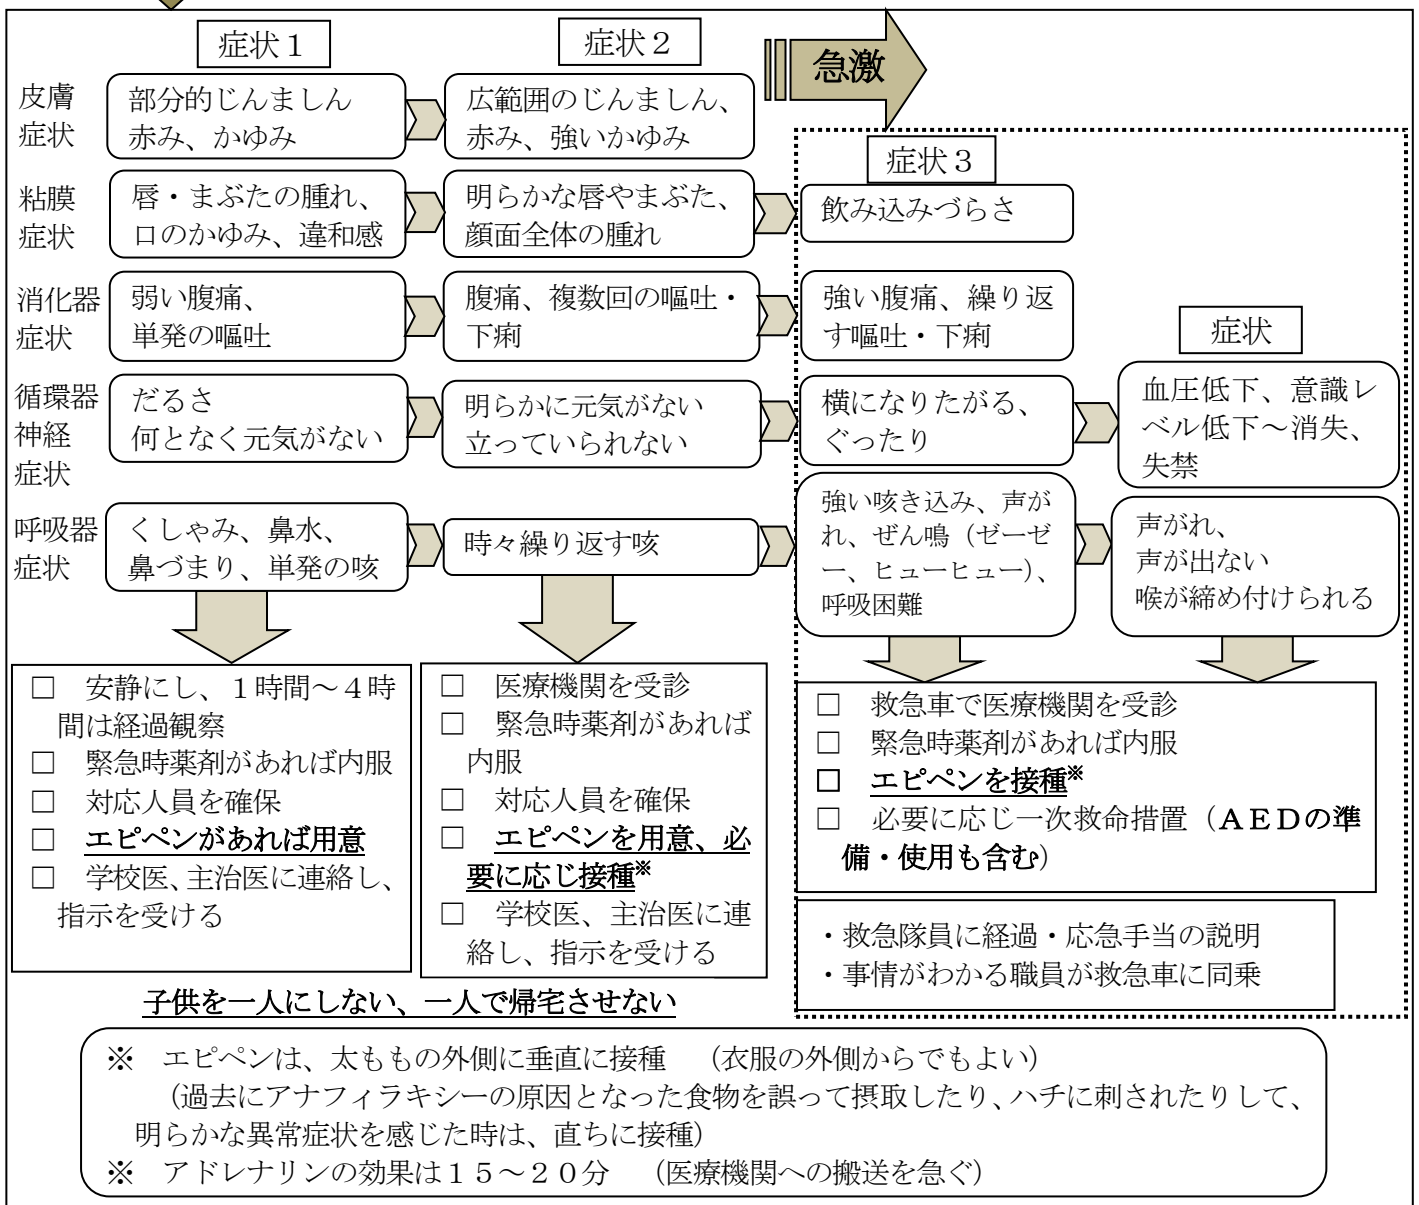 症状１
症状２
急激
皮膚
症状
部分的じんましん
赤み、かゆみ
広範囲のじんましん、
赤み、強いかゆみ
症状３
粘膜
症状
唇・まぶたの腫れ、
口のかゆみ、違和感
明らかな唇やまぶた、
顔面全体の腫れ
飲み込みづらさ
消化器
症状
弱い腹痛、
単発の嘔吐
腹痛、複数回の嘔吐・
下痢
強い腹痛、繰り返
す嘔吐・下痢
症状
循環器
神経
症状
だるさ
何となく元気がない
明らかに元気がない
立っていられない
横になりたがる、
ぐったり
血圧低下、意識レ
ベル低下～消失、
失禁
呼吸器
症状
くしゃみ、鼻水、
鼻づまり、単発の咳
時々繰り返す咳
強い咳き込み、声が
れ、ぜん鳴（ゼーゼ
ー、ヒューヒュー）、
呼吸困難
声がれ、
声が出ない
喉が締め付けられる
□　安静にし、１時間～４時
間は経過観察
□　緊急時薬剤があれば内服
□　対応人員を確保
□　エピペンがあれば用意
□　学校医、主治医に連絡し、
指示を受ける
□　医療機関を受診
□　緊急時薬剤があれば
内服
□　対応人員を確保
□　エピペンを用意、必
要に応じ接種※
□　学校医、主治医に連
絡し、指示を受ける
□　救急車で医療機関を受診
□　緊急時薬剤があれば内服
□　エピペンを接種※
□　必要に応じ一次救命措置（ＡＥＤの準
備・使用も含む）
・救急隊員に経過・応急手当の説明
・事情がわかる職員が救急車に同乗
子供を一人にしない、一人で帰宅させない
※　エピペンは、太ももの外側に垂直に接種　（衣服の外側からでもよい）
（過去にアナフィラキシーの原因となった食物を誤って摂取したり、ハチに刺されたりして、
明らかな異常症状を感じた時は、直ちに接種）
※　アドレナリンの効果は１５～２０分　（医療機関への搬送を急ぐ）